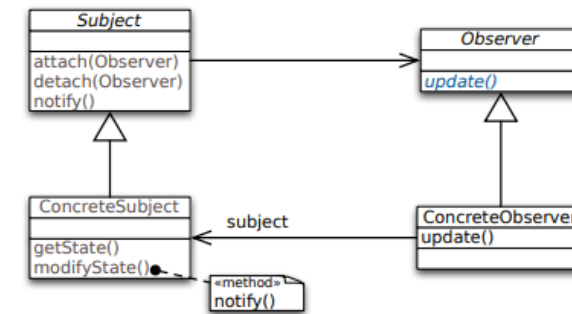 Subject
attach(Observer)
detach(Observer)
notify()
Observer
update()
ConcreteSubject
getState()
modifyState()
subject
ConcreteObserver
update()
«method»
notify()